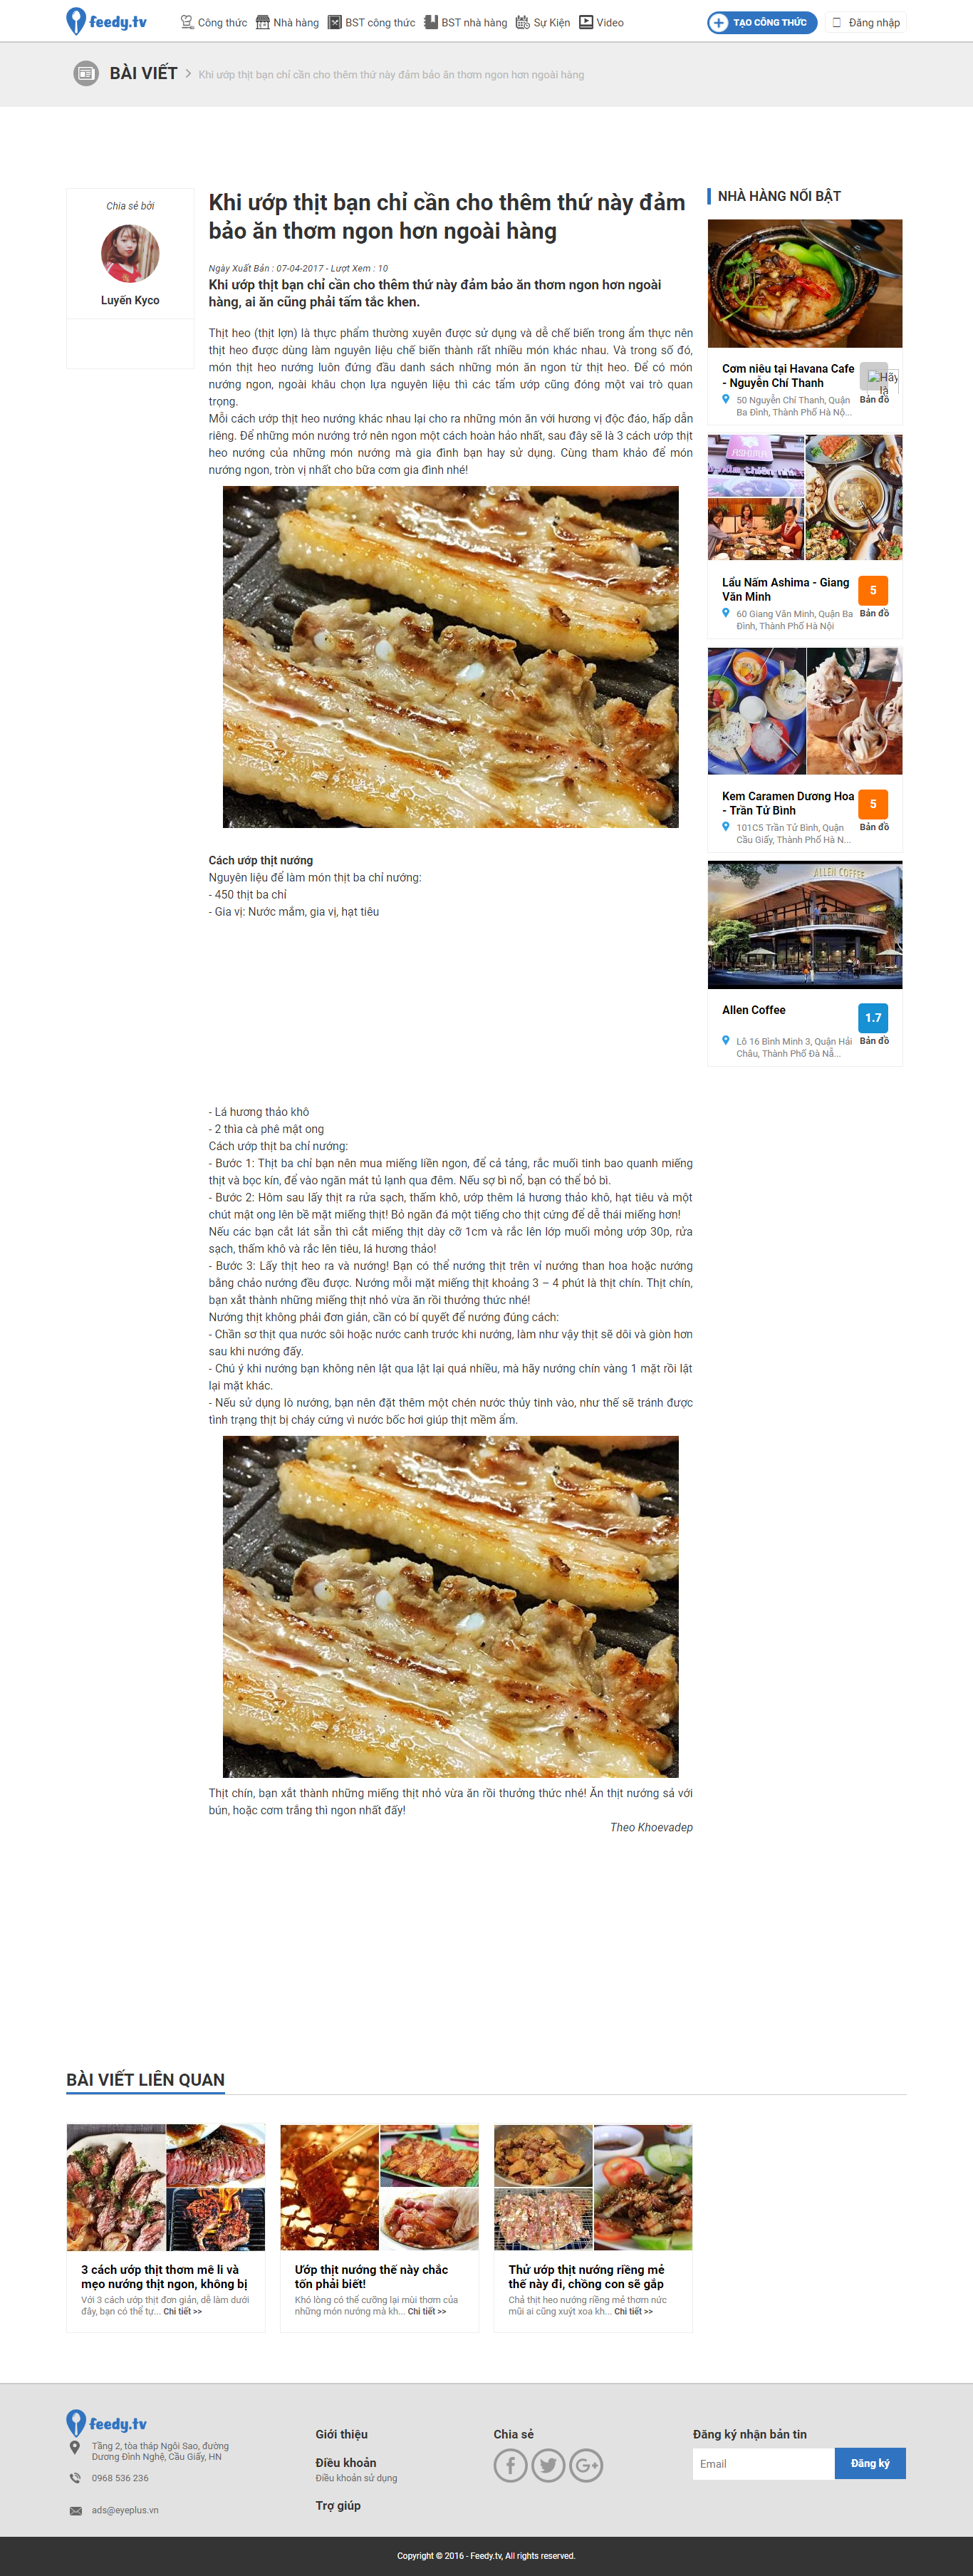 feedy.tv
Công thức
Nhà hàng
BST công thức
BST nhà hàng
Sự Kiện
Video
TẠO CÔNG THỨC
Đăng nhập
BÀI VIẾT
Khi ướp thịt bạn chỉ cần cho thêm thứ này đảm bảo ăn thơm ngon hơn ngoài hàng
Chia sẻ bởi
Luyến Kyco
Khi ướp thịt bạn chỉ cần cho thêm thứ này đảm
bảo ăn thơm ngon hơn ngoài hàng
Ngày Xuất Bản : 07-04-2017 - Lượt Xem : 10
Khi ướp thịt bạn chỉ cần cho thêm thứ này đảm bảo ăn thơm ngon hơn ngoài
hàng, ai ăn cũng phải tấm tắc khen.
Thịt heo (thịt lợn) là thực phẩm thường xuyên được sử dụng và dễ chế biến trong ẩm thực nên
thịt heo được dùng làm nguyên liệu chế biến thành rất nhiều món khác nhau. Và trong số đó,
món thịt heo nướng luôn đứng đầu danh sách những món ăn ngon từ thịt heo. Để có món
nướng ngon, ngoài khâu chọn lựa nguyên liệu thì các tẩm ướp cũng đóng một vai trò quan
trọng.
Mỗi cách ướp thịt heo nướng khác nhau lại cho ra những món ăn với hương vị độc đáo, hấp dẫn
riêng. Để những món nướng trở nên ngon một cách hoàn hảo nhất, sau đây sẽ là 3 cách ướp thịt
heo nướng của những món nướng mà gia đình bạn hay sử dụng. Cùng tham khảo để món
nướng ngon, tròn vị nhất cho bữa cơm gia đình nhé!
Cách ướp thịt nướng
Nguyên liệu để làm món thịt ba chỉ nướng:
- 450 thịt ba chỉ
- Gia vị: Nước mắm, gia vị, hạt tiêu
- Lá hương thảo khô
- 2 thìa cà phê mật ong
Cách ướp thịt ba chỉ nướng:
- Bước 1: Thịt ba chỉ bạn nên mua miếng liền ngon, để cả tảng, rắc muối tinh bao quanh miếng
thịt và bọc kín, để vào ngăn mát tủ lạnh qua đêm. Nếu sợ bì nổ, bạn có thể bỏ bì.
- Bước 2: Hôm sau lấy thịt ra rửa sạch, thấm khô, ướp thêm lá hương thảo khô, hạt tiêu và một
chút mật ong lên bề mặt miếng thịt! Bỏ ngăn đá một tiếng cho thịt cứng để dễ thái miếng hơn!
Nếu các bạn cắt lát sẵn thì cắt miếng thịt dày cỡ 1cm và rắc lên lớp muối mỏng ướp 30p, rửa
sạch, thấm khô và rắc lên tiêu, lá hương thảo!
- Bước 3: Lấy thịt heo ra và nướng! Bạn có thể nướng thịt trên vỉ nướng than hoa hoặc nướng
bằng chảo nướng đều được. Nướng mỗi mặt miếng thịt khoảng 3 – 4 phút là thịt chín. Thịt chín,
bạn xắt thành những miếng thịt nhỏ vừa ăn rồi thưởng thức nhé!
Nướng thịt không phải đơn giản, cần có bí quyết để nướng đúng cách:
- Chần sơ thịt qua nước sôi hoặc nước canh trước khi nướng, làm như vậy thịt sẽ dôi và giòn hơn
sau khi nướng đấy.
- Chú ý khi nướng bạn không nên lật qua lật lại quá nhiều, mà hãy nướng chín vàng 1 mặt rồi lật
lại mặt khác.
- Nếu sử dụng lò nướng, bạn nên đặt thêm một chén nước thủy tinh vào, như thế sẽ tránh được
tình trạng thịt bị cháy cứng vì nước bốc hơi giúp thịt mềm ẩm.
Thịt chín, bạn xắt thành những miếng thịt nhỏ vừa ăn rồi thưởng thức nhé! Ăn thịt nướng sả với
bún, hoặc cơm trắng thì ngon nhất đấy!
Theo Khoevadep
NHÀ HÀNG NỔI BẬT
Cơm niêu tại Havana Cafe
- Nguyễn Chí Thanh
Hãy
là
50 Nguyễn Chí Thanh, Quận
Ba Đình, Thành Phố Hà Nộ...
Bản đồ
ASHIMA
Lẩu Nấm Ashima - Giang
Văn Minh
5
60 Giang Văn Minh, Quận Ba
Đình, Thành Phố Hà Nội
Bản đồ
Kem Caramen Dương Hoa
- Trần Tử Bình
5
101C5 Trần Tử Bình, Quận
Cầu Giấy, Thành Phố Hà N...
Bản đồ
ALLEN COFFEE
Allen Coffee
1.7
Lô 16 Bình Minh 3, Quận Hải
Châu, Thành Phố Đà Nẵ...
Bản đồ
BÀI VIẾT LIÊN QUAN
3 cách ướp thịt thơm mê li và
mẹo nướng thịt ngon, không bị
Với 3 cách ướp thịt đơn giản, dễ làm dưới
đây, bạn có thể tự... Chi tiết >>
Ướp thịt nướng thế này chắc
tốn phải biết!
Khó lòng có thể cưỡng lại mùi thơm của
những món nướng mà kh... Chi tiết >>
Thử ướp thịt nướng riềng mẻ
thế này đi, chồng con sẽ gắp
Chả thịt heo nướng riềng mẻ thơm nức
mũi ai cũng xuýt xoa kh... Chi tiết >>
feedy.tv
Tầng 2, tòa tháp Ngôi Sao, đường
Dương Đình Nghệ, Cầu Giấy, HN
0968 536 236
ads@eyeplus.vn
Giới thiệu
Điều khoản
Điều khoản sử dụng
Trợ giúp
Chia sẻ
Đăng ký nhận bản tin
Email
Đăng ký
Copyright © 2016 - Feedy.tv, All rights reserved.